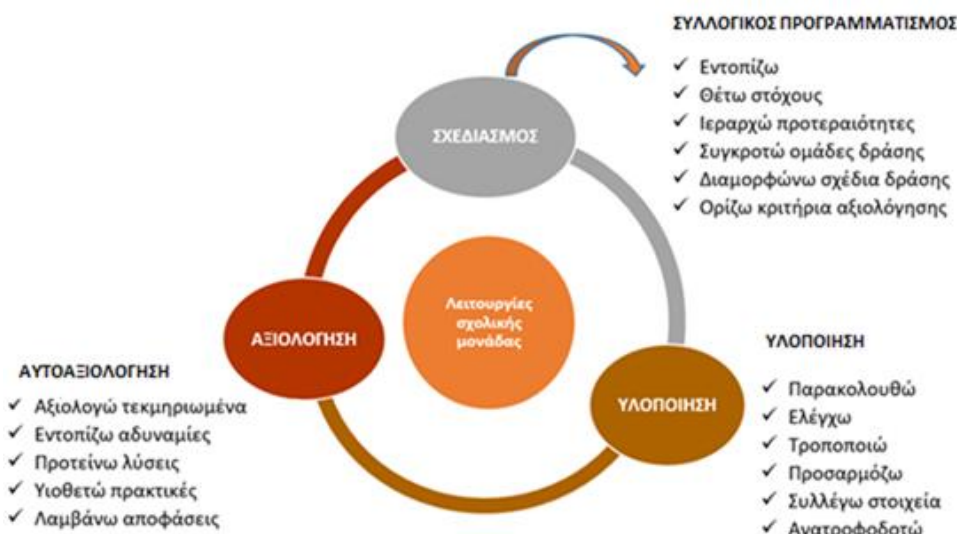 ΣΥΛΛΟΓΙΚΟΣ ΠΡΟΓΡΑΜΜΑΤΙΣΜΟΣ
✓ Εντοπίζω
✓ Θέτω στόχους
✓ Ιεραρχώ προτεραιότητες
✓ Συγκροτώ ομάδες δράσης
✓ Διαμορφώνω σχέδια δράσης
✓ Ορίζω κριτήρια αξιολόγησης
ΣΧΕΔΙΑΣΜΟΣ
Λειτουργίες
σχολικής
μονάδας
ΑΞΙΟΛΟΓΗΣΗ
ΥΛΟΠΟΙΗΣΗ
ΑΥΤΟΑΞΙΟΛΟΓΗΣΗ
✓ Αξιολογώ τεκμηριωμένα
✓ Εντοπίζω αδυναμίες
✓ Προτείνω λύσεις
✓ Υιοθετώ πρακτικές
✓ Λαμβάνω αποφάσεις
ΥΛΟΠΟΙΗΣΗ
✓ Παρακολουθώ
✓ Ελέγχω
✓ Τροποποιώ
✓ Προσαρμόζω
✓ Συλλέγω στοιχεία
✓ Ανατροφοδοτώ